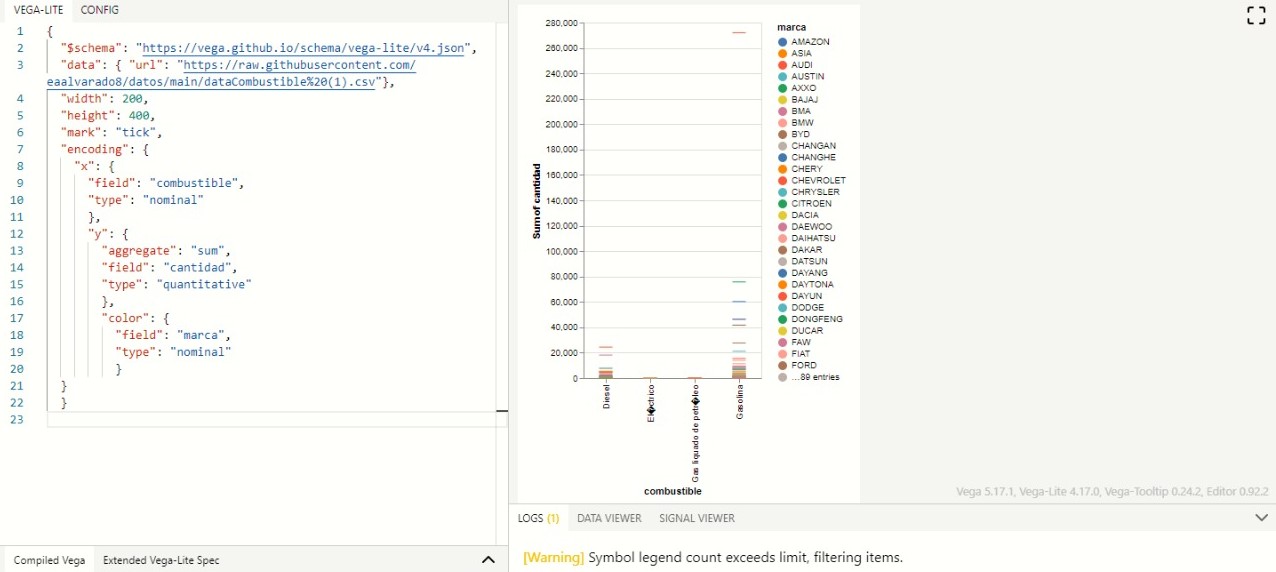 VEGA-LITE CONFIG
1 {
2 "$schema": "https://vega.github.io/schema/vega-lite/v4.json",
3 "data": { "url": "https://raw.githubusercontent.com/
eaalvarado8/datos/main/dataCombustible%20(1).csv"},
4 "width": 200,
5 "height": 400,
6 "mark": "tick",
7 "encoding": {
8 "x": {
9 "field": "combustible",
10 "type": "nominal"
11 },
12 "y": {
13 "aggregate": "sum",
14 "field": "cantidad",
15 "type": "quantitative"
16 },
17 "color": {
18 "field": "marca",
19 "type": "nominal"
20 }
21 }
22 }
23
Compiled Vega Extended Vega-Lite Spec
280,000
260,000
240,000
220,000
200,000
180,000
160,000
140,000
120,000
100,000
80,000
60,000
40,000
20,000
0
Sum of cantidad
Diesel
El�ctrico
Gas liquado de petr�leo
Gasolina
combustible
marca
AMAZON
ASIA
AUDI
AUSTIN
AXXO
BAJAJ
BMA
BMW
BYD
CHANGAN
CHANGHE
CHERY
CHEVROLET
CHRYSLER
CITROEN
DACIA
DAEWOO
DAIHATSU
DAKAR
DATSUN
DAYANG
DAYTONA
DAYUN
DODGE
DONGFENG
DUCAR
FAW
FIAT
FORD
...89 entries
Vega 5.17.1, Vega-Lite 4.17.0, Vega-Tooltip 0.24.2, Editor 0.92.2
LOGS (1) DATA VIEWER SIGNAL VIEWER
[Warning] Symbol legend count exceeds limit, filtering items.